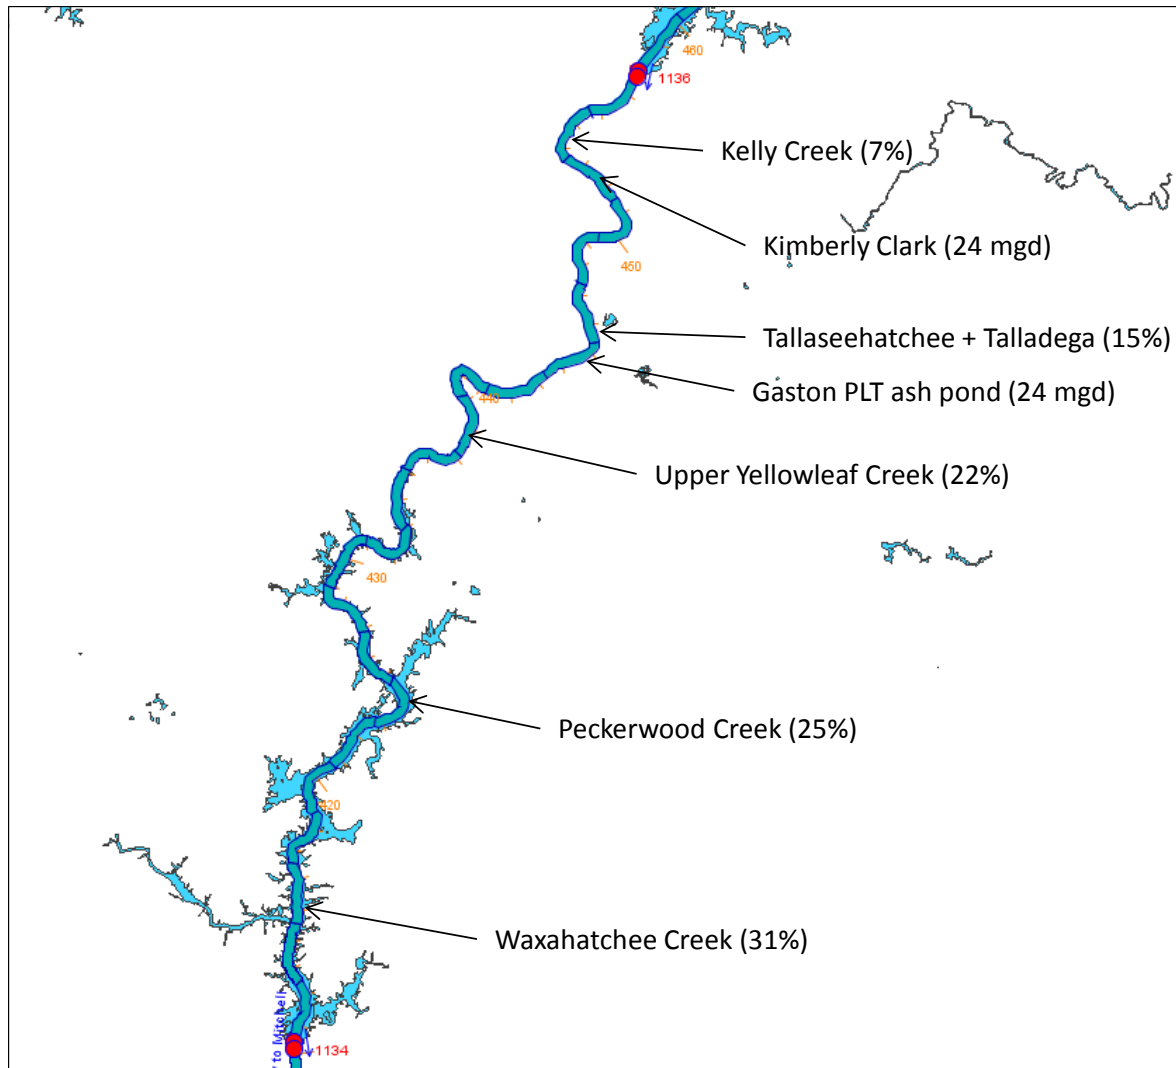 460
1136
Kelly Creek (7%)
Kimberly Clark (24 mgd)
450
Tallaseehatchee + Talladega (15%)
Gaston PLT ash pond (24 mgd)
440
Upper Yellowleaf Creek (22%)
430
Peckerwood Creek (25%)
420
Waxahatchee Creek (31%)
to Mitchell
1134